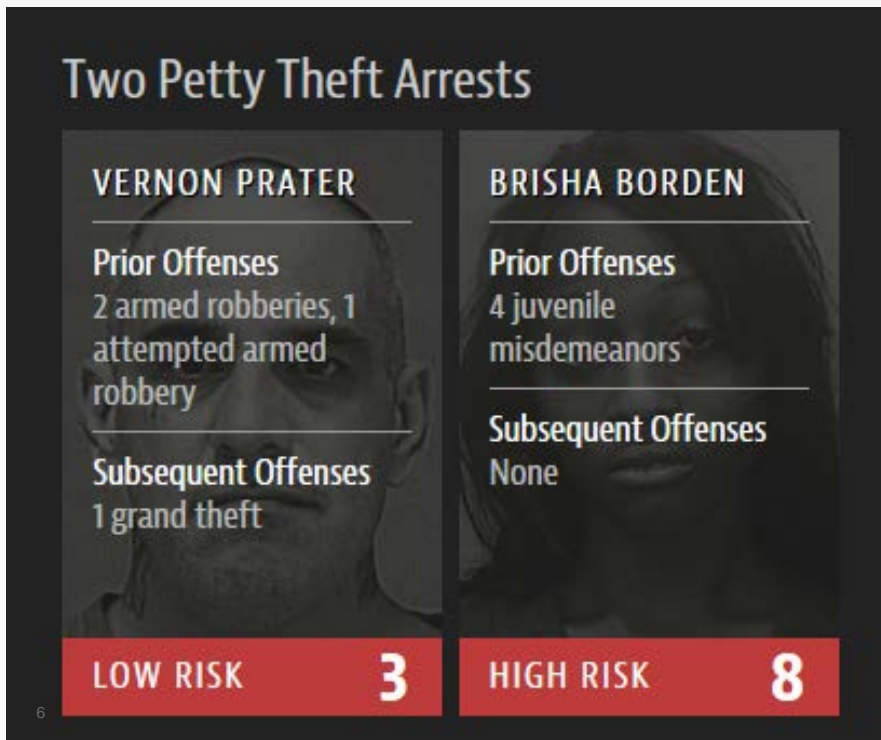 Two Petty Theft Arrests
VERNON PRATER
Prior Offenses
2 armed robberies, 1
attempted armed
robbery
Subsequent Offenses
1 grand theft
LOW RISK 3
BRISHA BORDEN
Prior Offenses
4 juvenile
misdemeanors
Subsequent Offenses
None
HIGH RISK 8
6